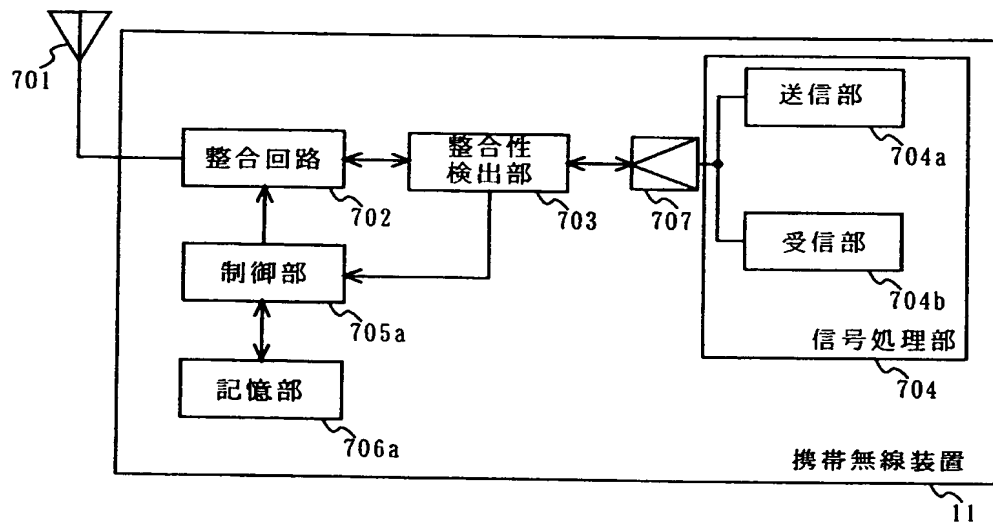 701
整合回路
702
整合性
検出部
703
707
送信部
704a
受信部
704b
信号処理部
704
制御部
705a
記憶部
706a
携帯無線装置
11